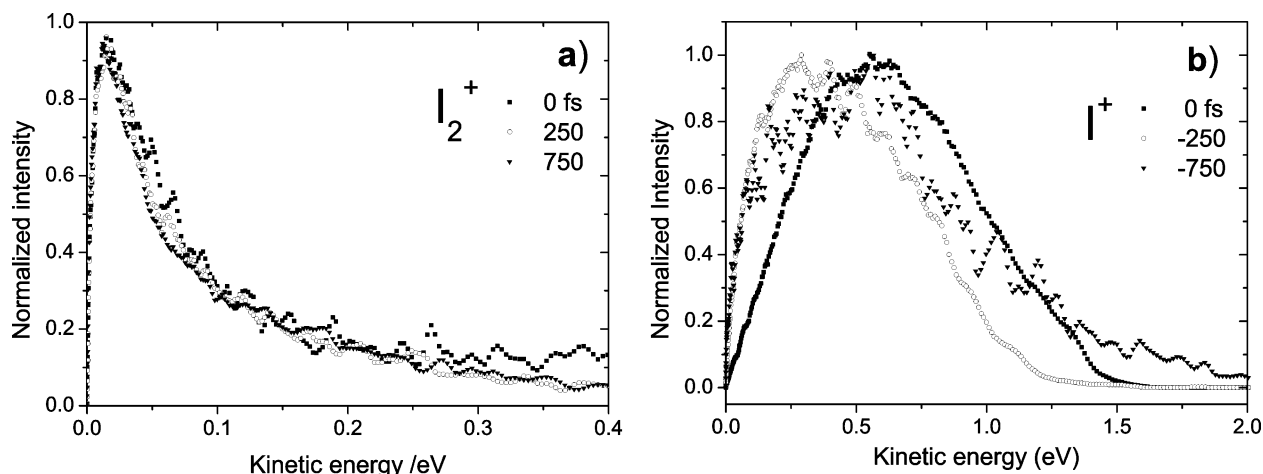 Normalized intensity
1.0
0.8
0.6
0.4
0.2
0.0
0.0 0.1 0.2 0.3 0.4
Kinetic energy /eV
a)
I2+
0 fs
250
750
Normalized Intensity
1.0
0.8
0.6
0.4
0.2
0.0
0.0 0.5 1.0 1.5 2.0
Kinetic energy (eV)
b)
I+
0 fs
-250
-750